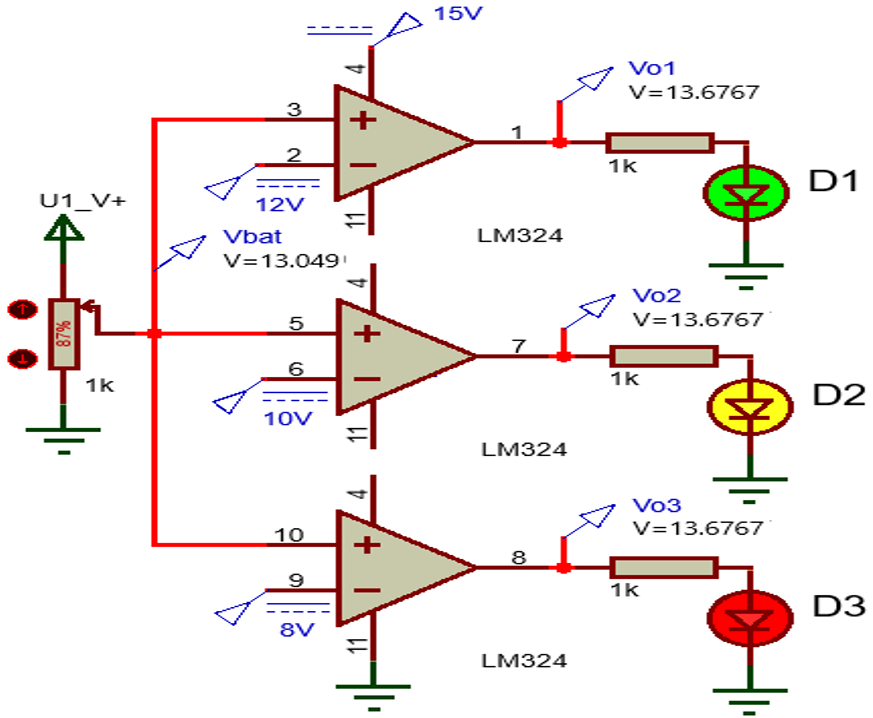 15V
4
3
2
12V
11
1
Vo1
V=13.6767
1k
D1
LM324
U1_V+
Vbat
V=13.049
87%
1k
4
5
6
10V
11
7
Vo2
V=13.6767
1k
D2
LM324
4
10
9
8V
11
8
Vo3
V=13.6767
1k
D3
LM324